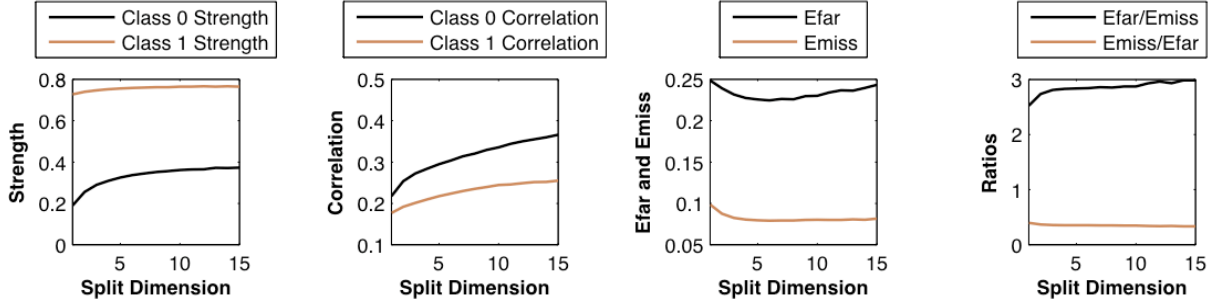 Class 0 Strength
Class 1 Strength
0.8
0.6
0.4
0.2
0
5
10
15
Strength
Split Dimension
Class 0 Correlation
Class 1 Correlation
0.5
0.4
0.3
0.2
0.1
5
10
15
Correlation
Split Dimension
Efar
Emiss
0.25
0.2
0.15
0.1
0.05
5
10
15
Efar and Emiss
Split Dimension
Efar/Emiss
Emiss/Efar
3
2
1
0
5
10
15
Ratios
Split Dimension